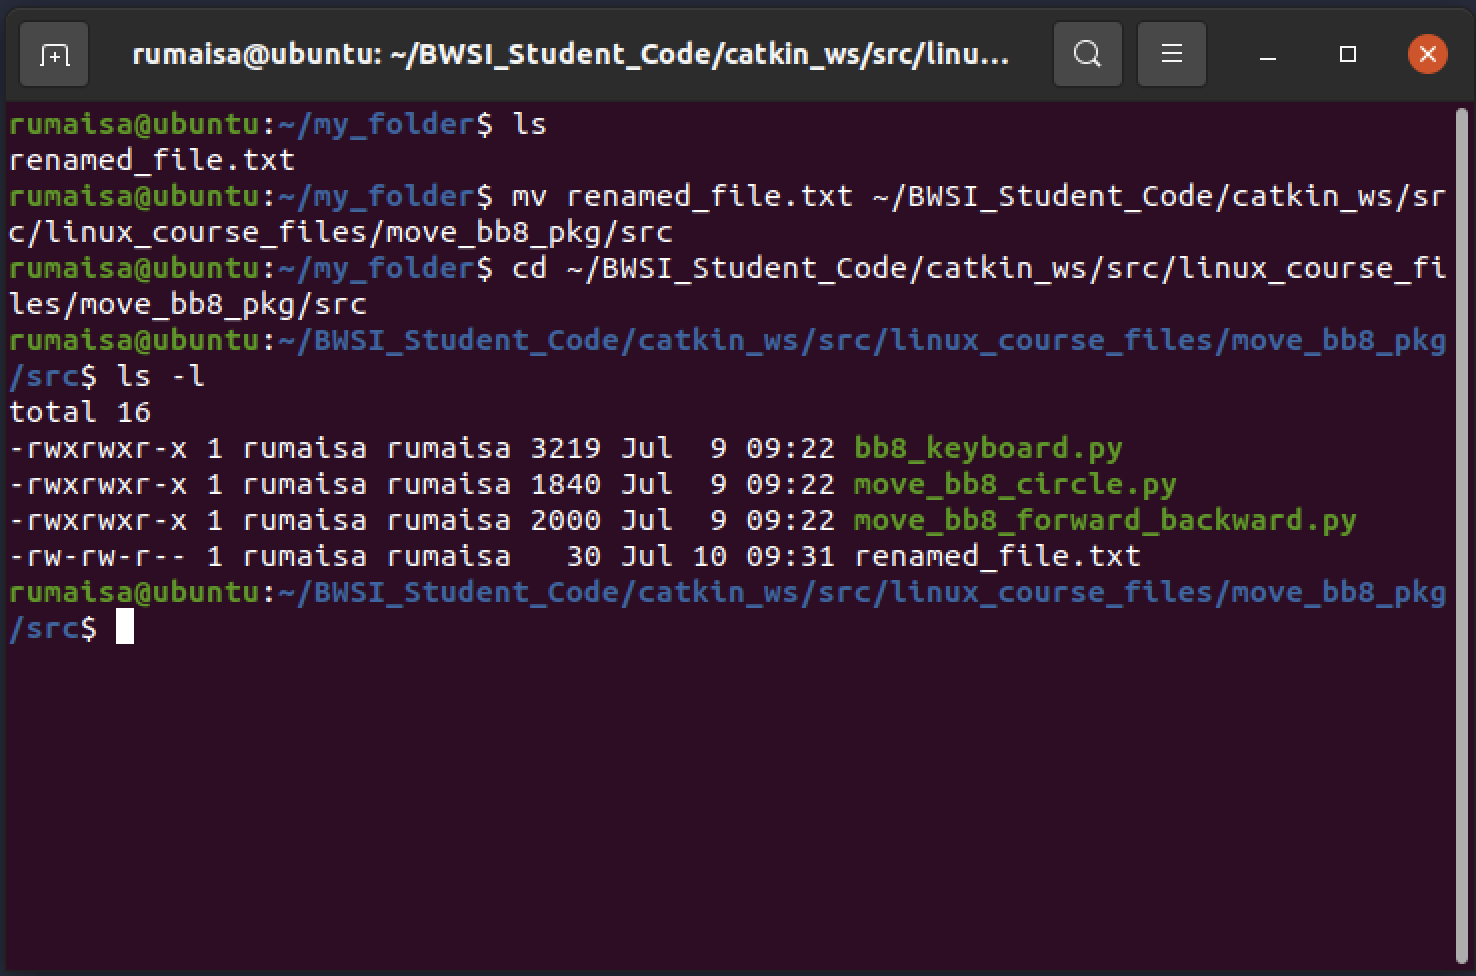 rumaisa@ubuntu: ~/BWSI_Student_Code/catkin_ws/src/linu...
rumaisa@ubuntu:~/my_folder$ ls
renamed_file.txt
rumaisa@ubuntu:~/my_folder$ mv renamed_file.txt ~/BWSI_Student_Code/catkin_ws/sr
c/linux_course_files/move_bb8_pkg/src
rumaisa@ubuntu:~/my_folder$ cd ~/BWSI_Student_Code/catkin_ws/src/linux_course_fi
les/move_bb8_pkg/src
rumaisa@ubuntu:~/BWSI_Student_Code/catkin_ws/src/linux_course_files/move_bb8_pkg
/src$ ls -l
total 16
-rwxrwxr-x 1 rumaisa rumaisa 3219 Jul  9 09:22 bb8_keyboard.py
-rwxrwxr-x 1 rumaisa rumaisa 1840 Jul  9 09:22 move_bb8_circle.py
-rwxrwxr-x 1 rumaisa rumaisa 2000 Jul  9 09:22 move_bb8_forward_backward.py
-rw-rw-r-- 1 rumaisa rumaisa   30 Jul 10 09:31 renamed_file.txt
rumaisa@ubuntu:~/BWSI_Student_Code/catkin_ws/src/linux_course_files/move_bb8_pkg
/src$